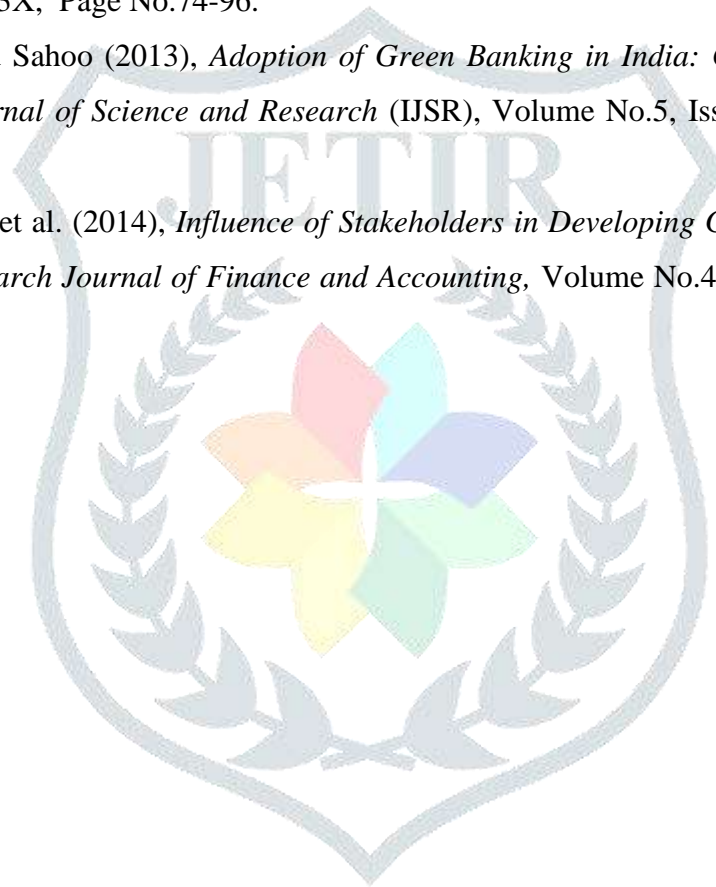 5X, Page No.74-96.
Sahoo (2013), Adoption of Green Banking in India:
rnal of Science and Research (IJSR), Volume No.5, Iss
JETIR
et al. (2014), Influence of Stakeholders in Developing
arch Journal of Finance and Accounting, Volume No.4